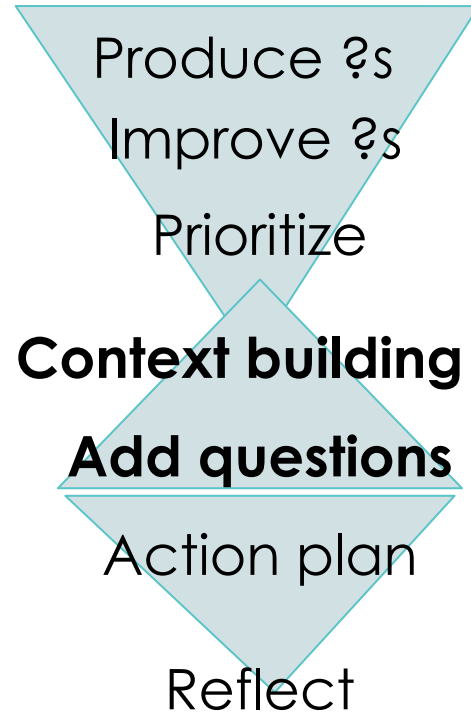 Produce ?s
Improve ?s
Prioritize
Context building
Add questions
Action plan
Reflect